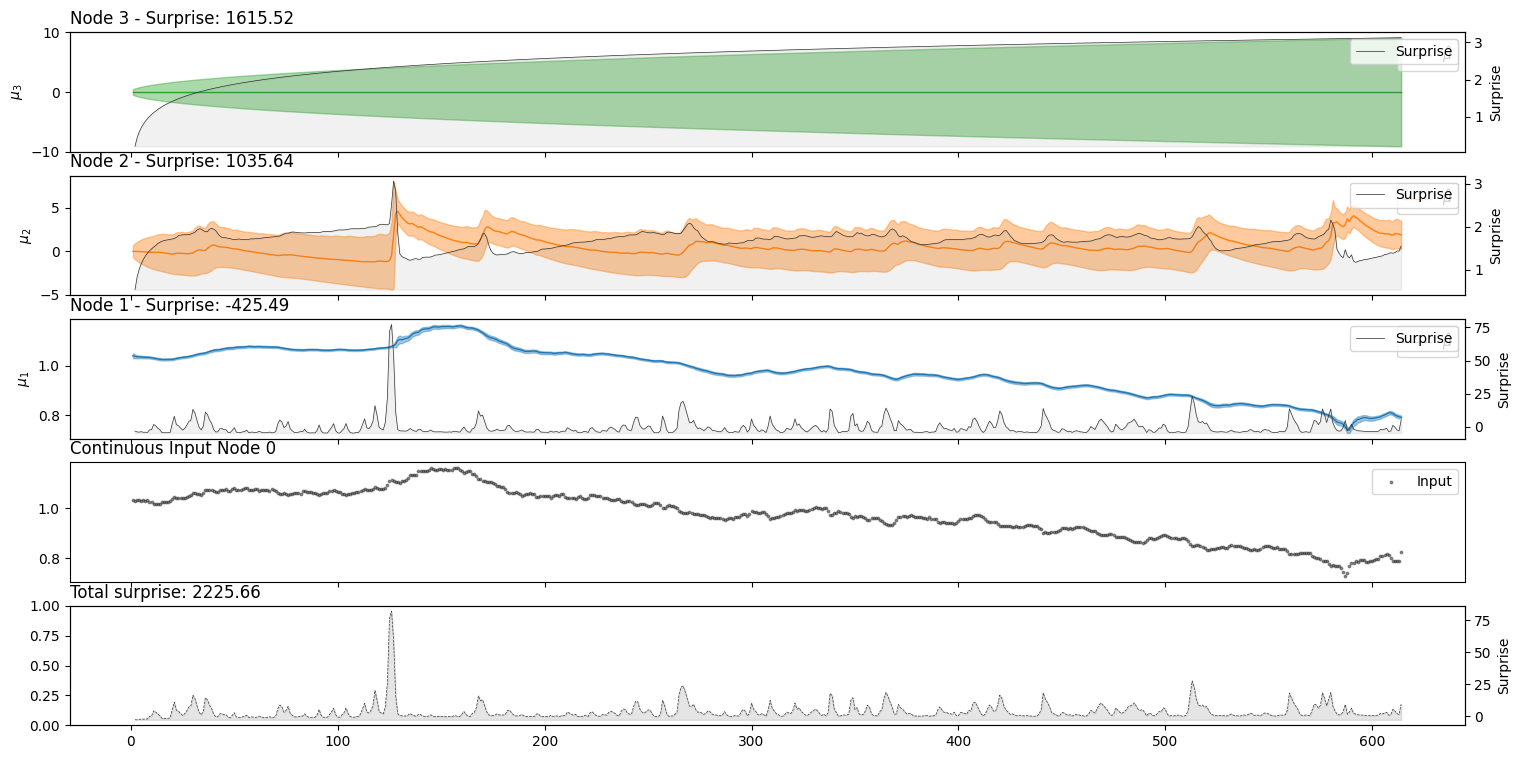 Node 3 - Surprise: 1615.52
10
0
−10
μ3
Surprise
3
2
1
Surprise
Node 2 - Surprise: 1035.64
5
0
−5
μ2
Surprise
3
2
1
Surprise
Node 1 - Surprise: -425.49
1.0
0.8
μ1
Surprise
75
50
25
0
Surprise
Continuous Input Node 0
1.0
0.8
Input
Total surprise: 2225.66
1.00
0.75
0.50
0.25
0.00
75
50
25
0
Surprise
0 100 200 300 400 500 600